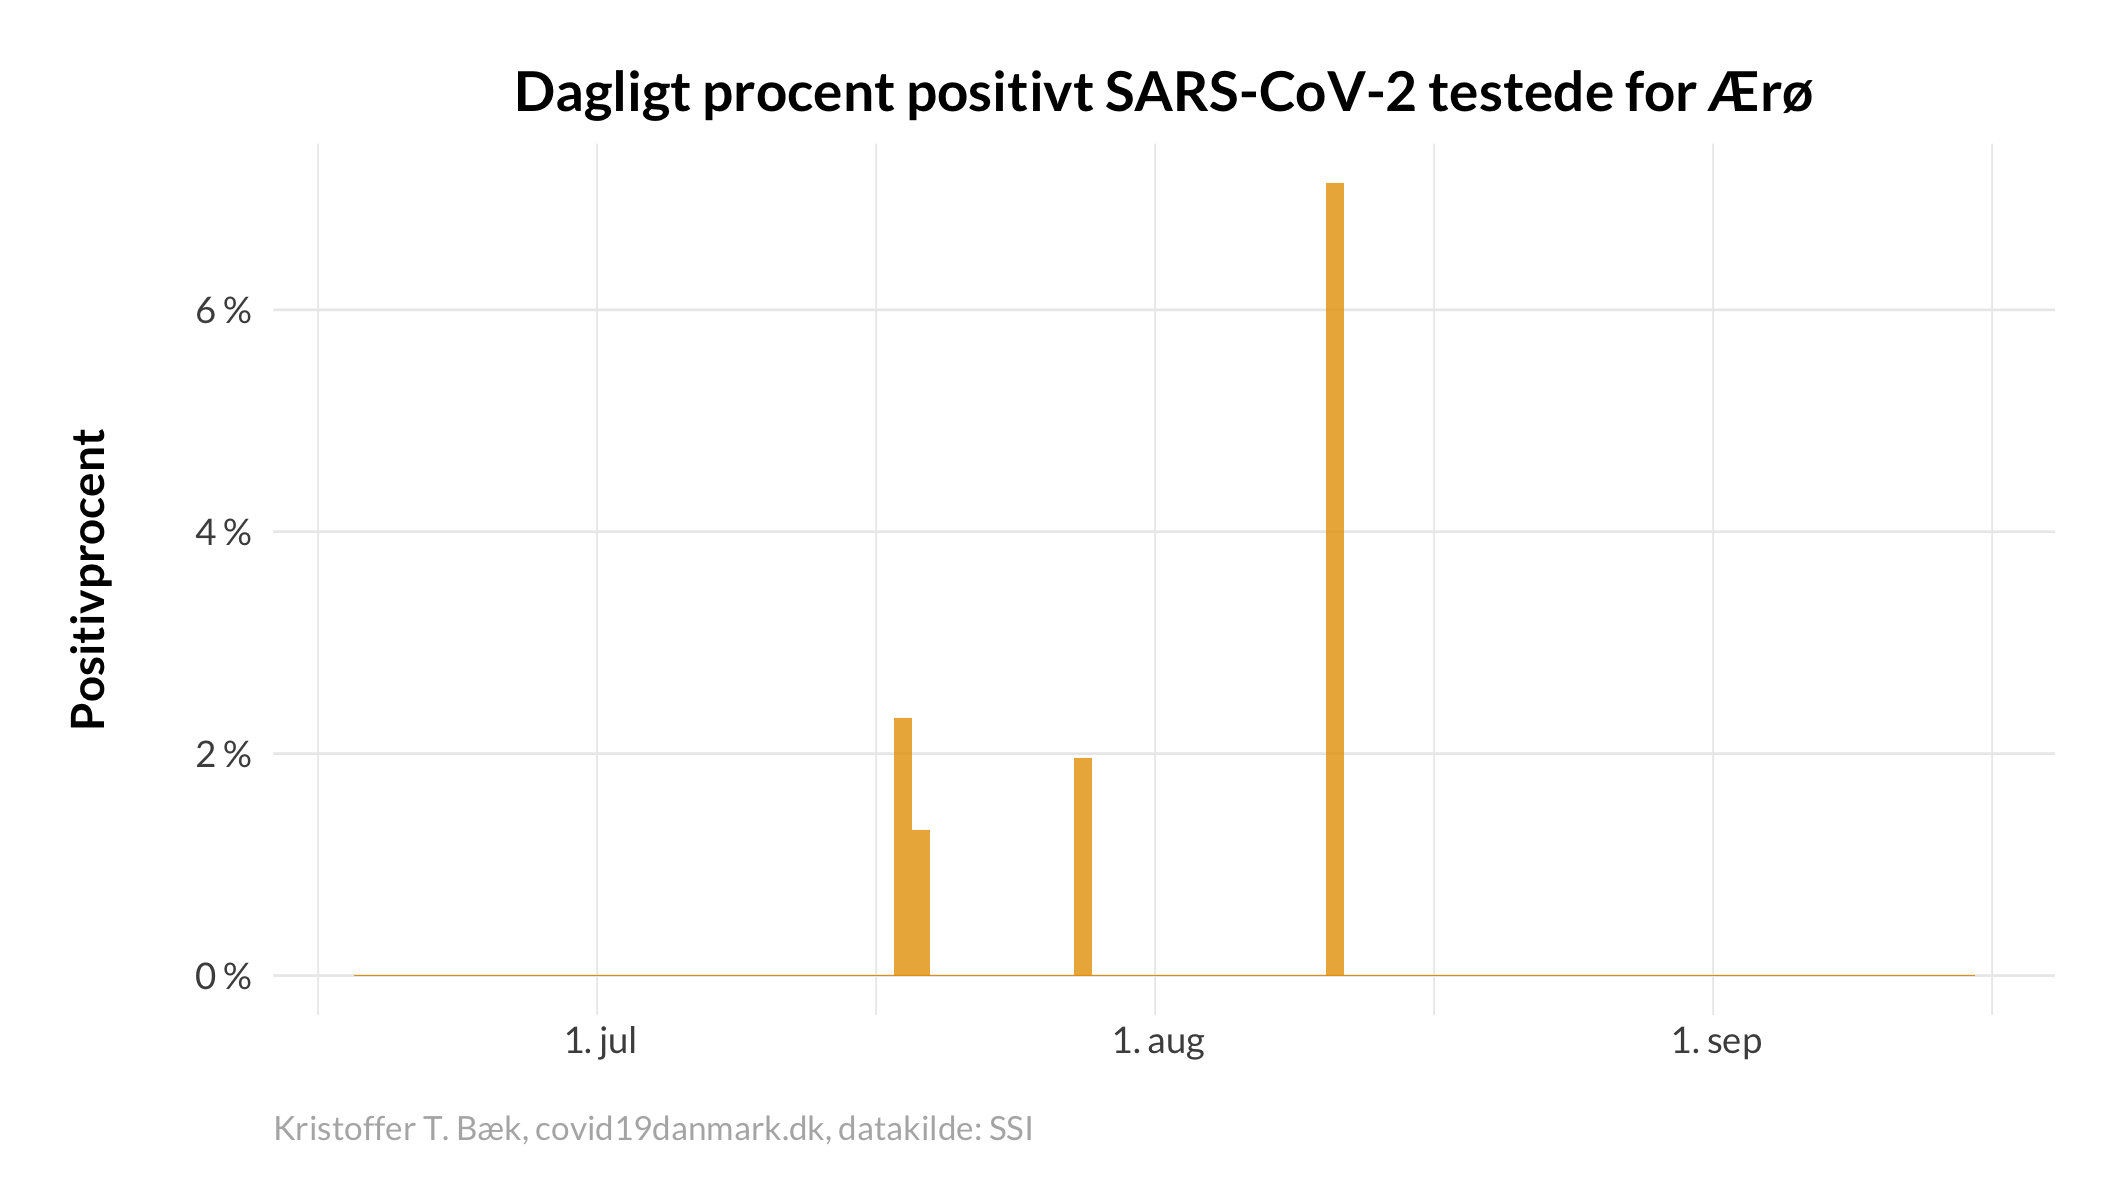 Dagligt procent positivt SARS-CoV-2 testede for Ærø
Positivprocent
6 %
4 %
2 %
0 %
1. jul
1. aug
1. sep
Kristoffer T. Bæk, covid19danmark.dk, datakilde: SSI